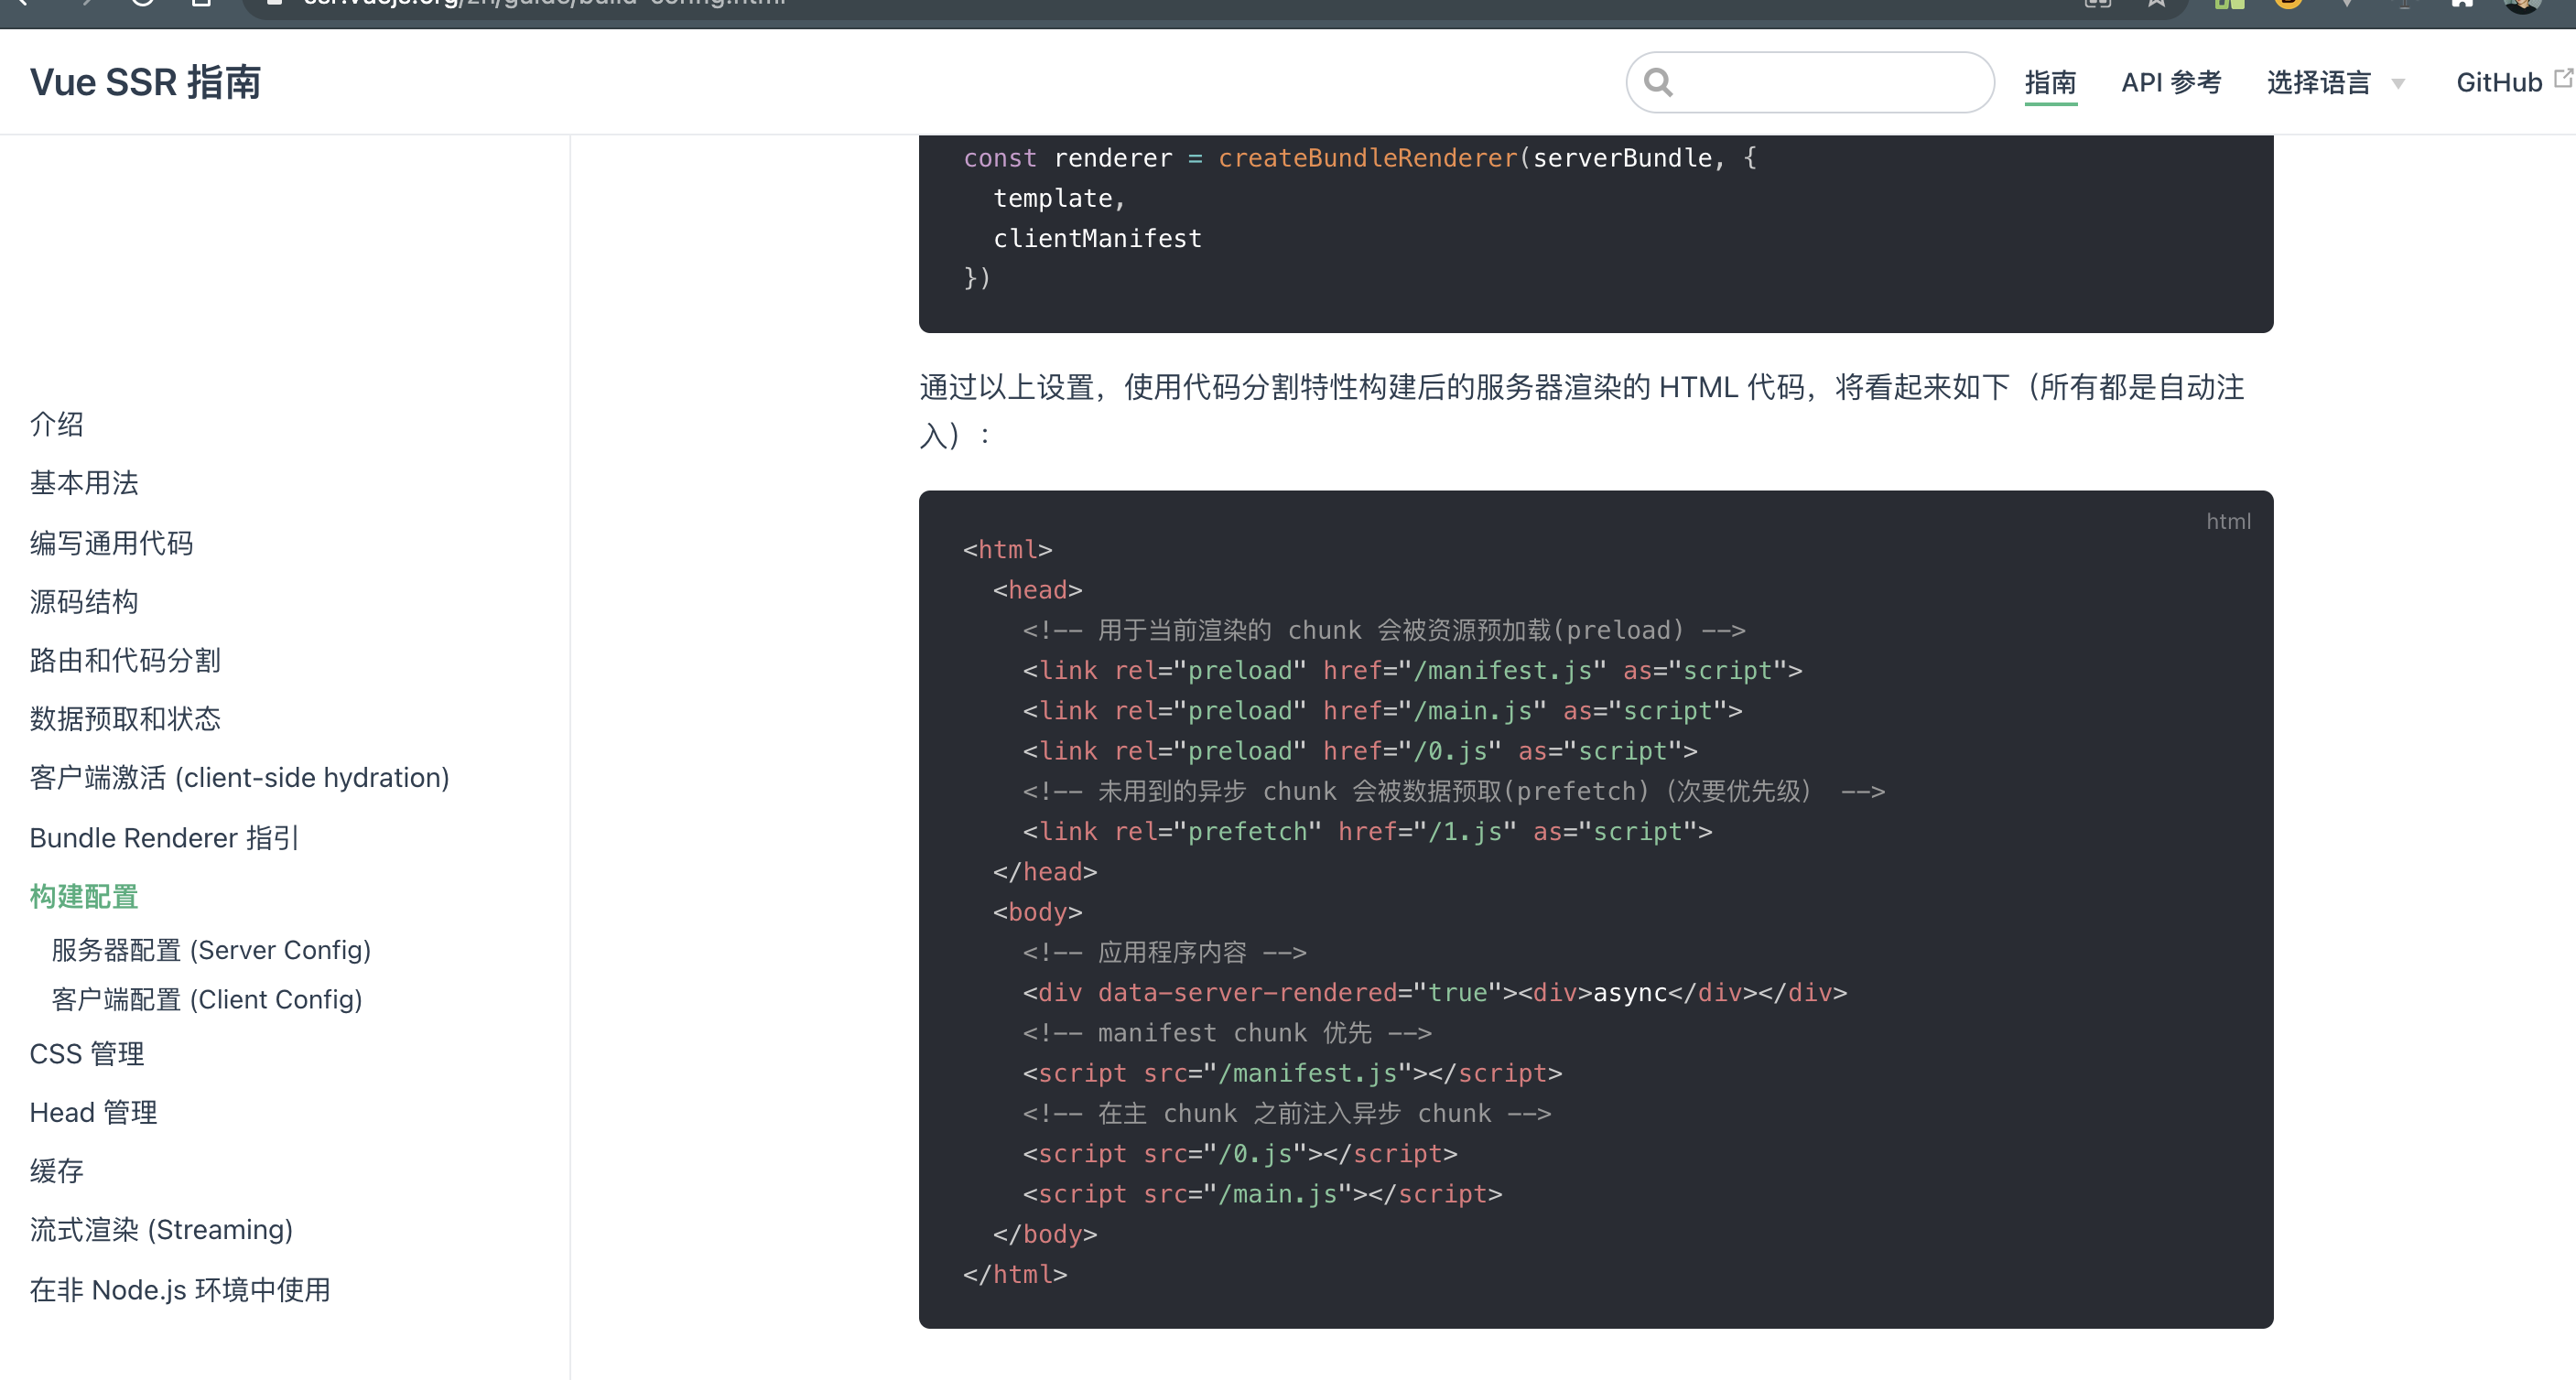 ssr.vuejs.org/zh/guide/build-config.html
Vue SSR 指南
指南
API 参考
选择语言
GitHub
介绍
基本用法
编写通用代码
源码结构
路由和代码分割
数据预取和状态
客户端激活 (client-side hydration)
Bundle Renderer 指引
构建配置
服务器配置 (Server Config)
客户端配置 (Client Config)
CSS 管理
Head 管理
缓存
流式渲染 (Streaming)
在非 Node.js 环境中使用
const renderer = createBundleRenderer(serverBundle, {
  template,
  clientManifest
})
通过以上设置，使用代码分割特性构建后的服务器渲染的 HTML 代码，将看起来如下（所有都是自动注
入）：
html
<html>
  <head>
    <!-- 用于当前渲染的 chunk 会被资源预加载(preload) -->
    <link rel="preload" href="/manifest.js" as="script">
    <link rel="preload" href="/main.js" as="script">
    <link rel="preload" href="/0.js" as="script">
    <!-- 未用到的异步 chunk 会被数据预取(prefetch)（次要优先级） -->
    <link rel="prefetch" href="/1.js" as="script">
  </head>
  <body>
    <!-- 应用程序内容 -->
    <div data-server-rendered="true"><div>async</div></div>
    <!-- manifest chunk 优先 -->
    <script src="/manifest.js"></script>
    <!-- 在主 chunk 之前注入异步 chunk -->
    <script src="/0.js"></script>
    <script src="/main.js"></script>
  </body>
</html>